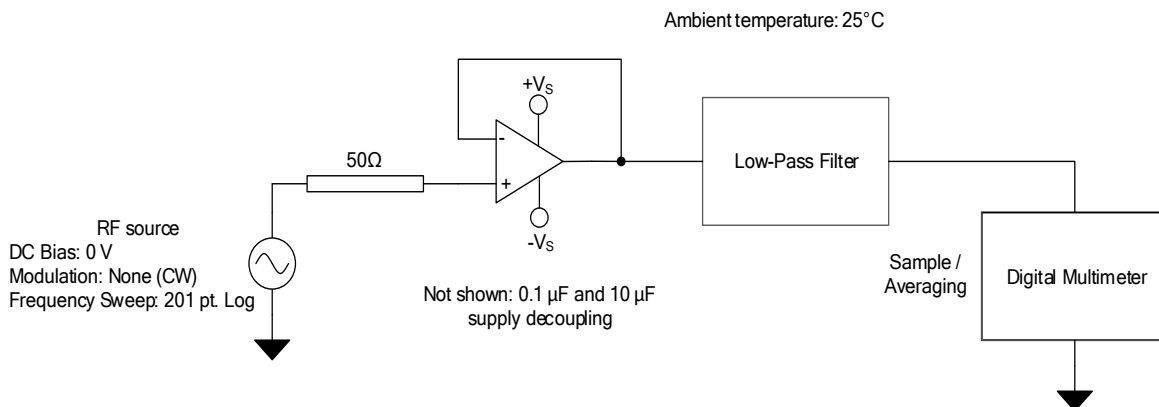 Ambient temperature: 25°C
+VS
-
50Ω
+
Low-Pass Filter
-VS
RF source
DC Bias: 0 V
Modulation: None (CW)
Frequency Sweep: 201 pt. Log
Not shown: 0.1 µF and 10 µF
supply decoupling
Sample /
Averaging
Digital Multimeter